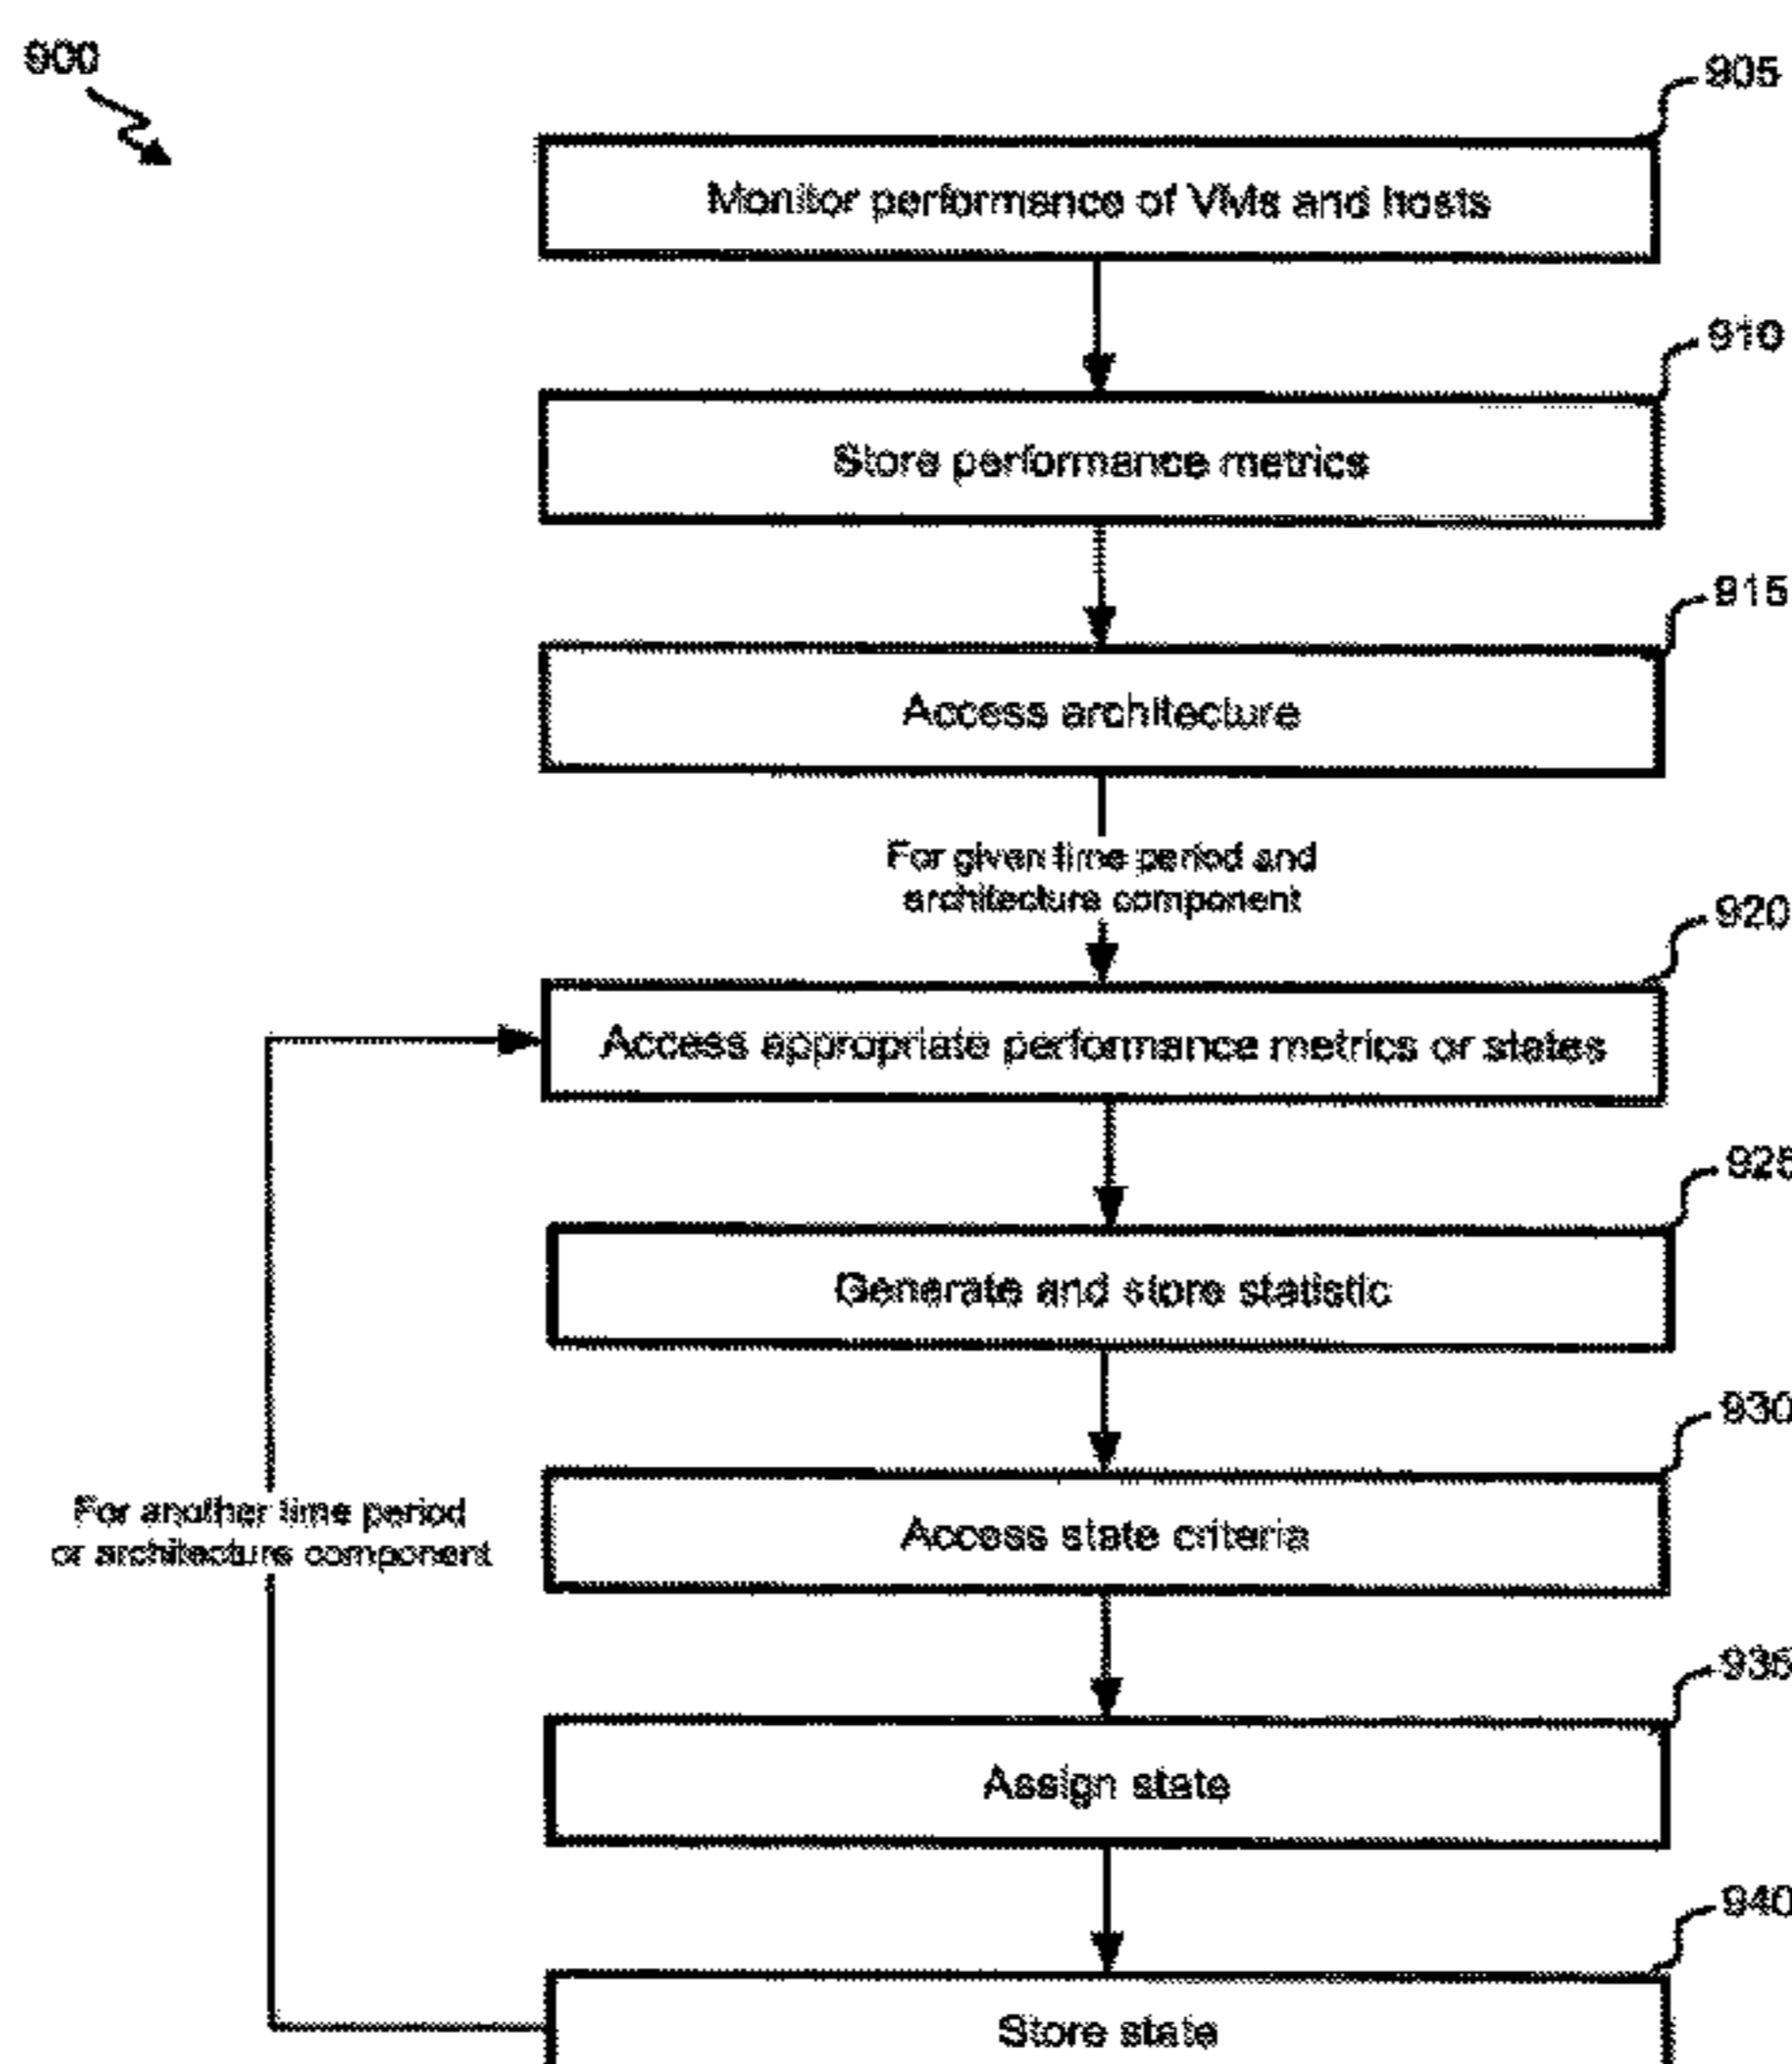 900
905
Monitor performance of VMs and hosts
910
Store performance metrics
915
Access architecture
For given time period and
architecture component
920
Access appropriate performance metrics or states
925
Generate and store statistic
930
Access state criteria
For another time period
or architecture component
935
Assign state
940
Store state